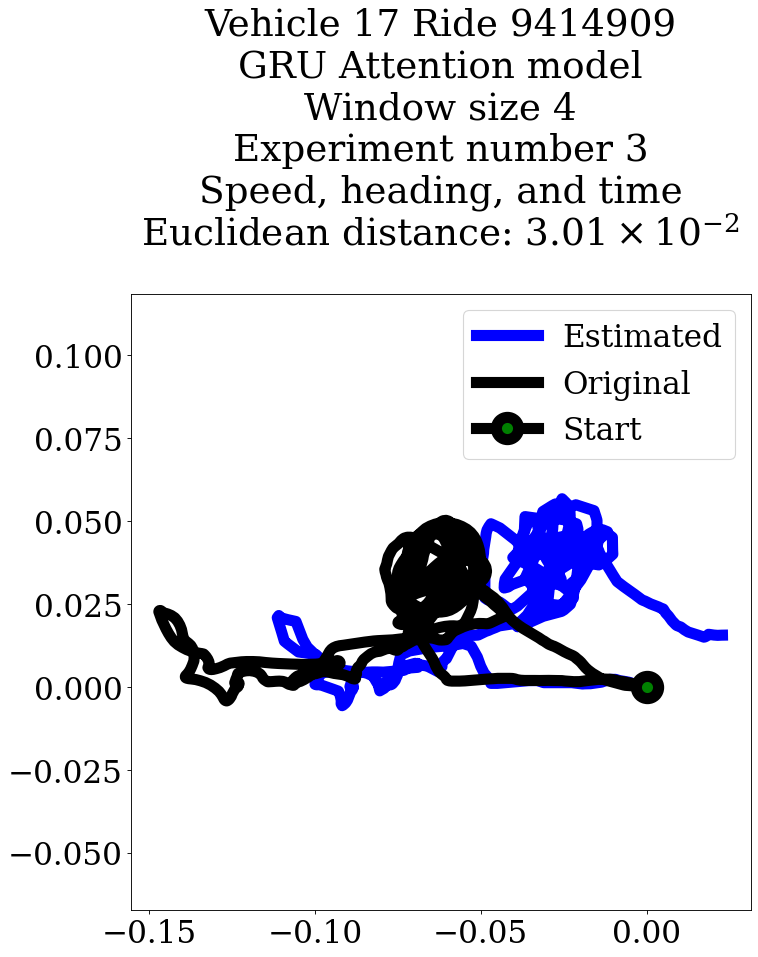 Vehicle 17 Ride 9414909
GRU Attention model
Window size 4
Experiment number 3
Speed, heading, and time
Euclidean distance: 3.01 × 10⁻²
Estimated
Original
Start
0.100
0.075
0.050
0.025
0.000
−0.025
−0.050
−0.15 −0.10 −0.05 0.00